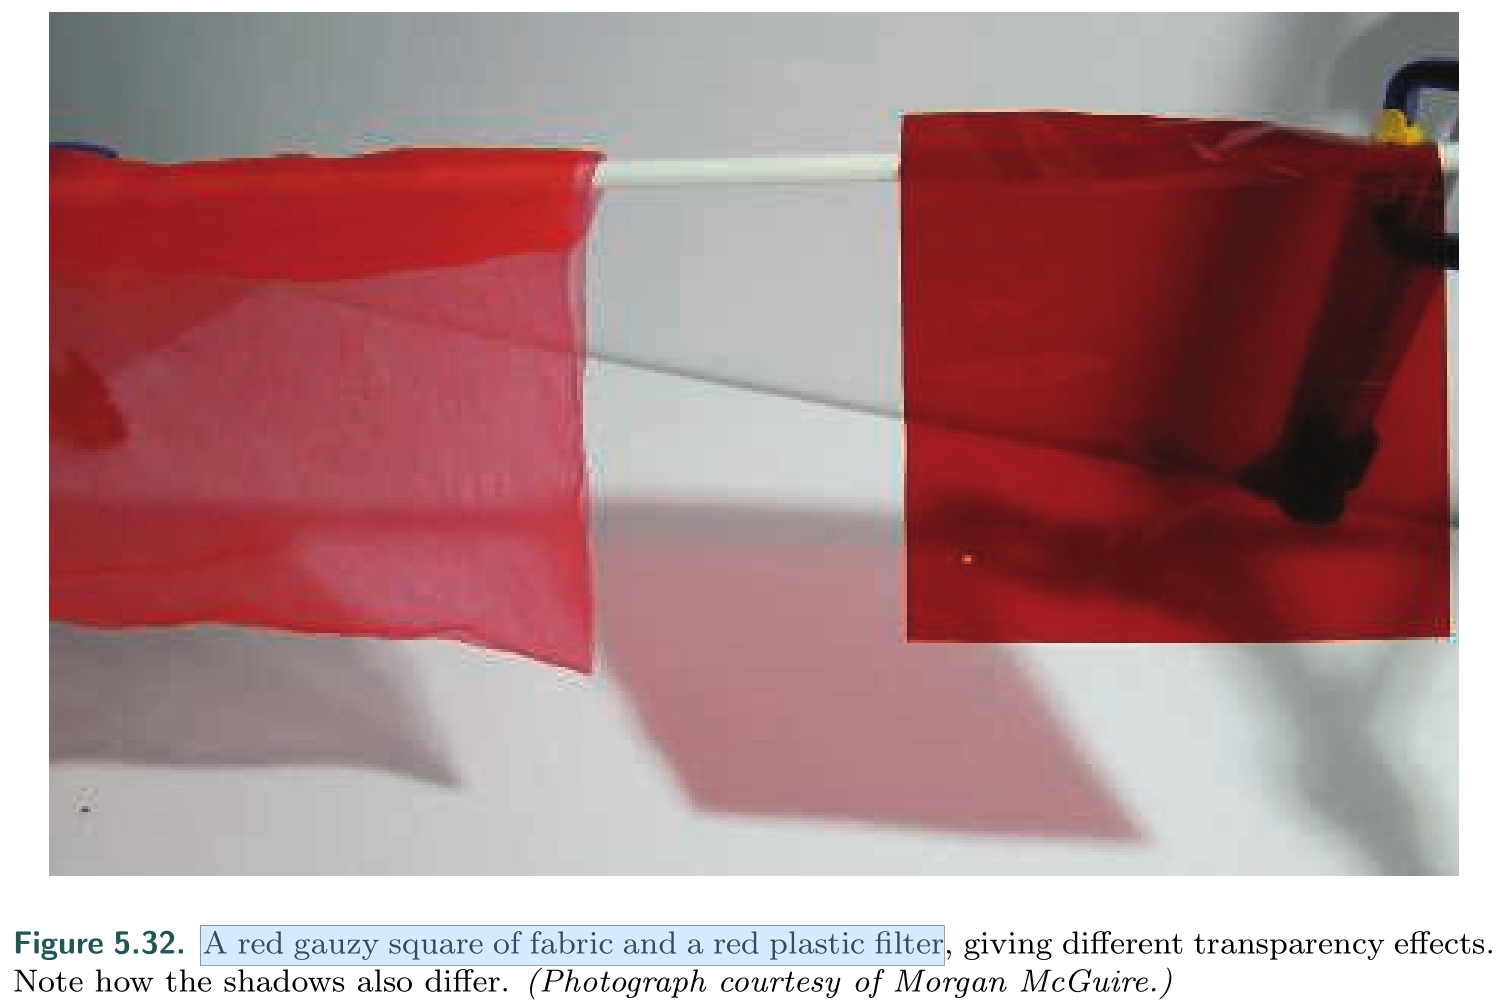 Figure 5.32. A red gauzy square of fabric and a red plastic filter, giving different transparency effects.
Note how the shadows also differ. (Photograph courtesy of Morgan McGuire.)